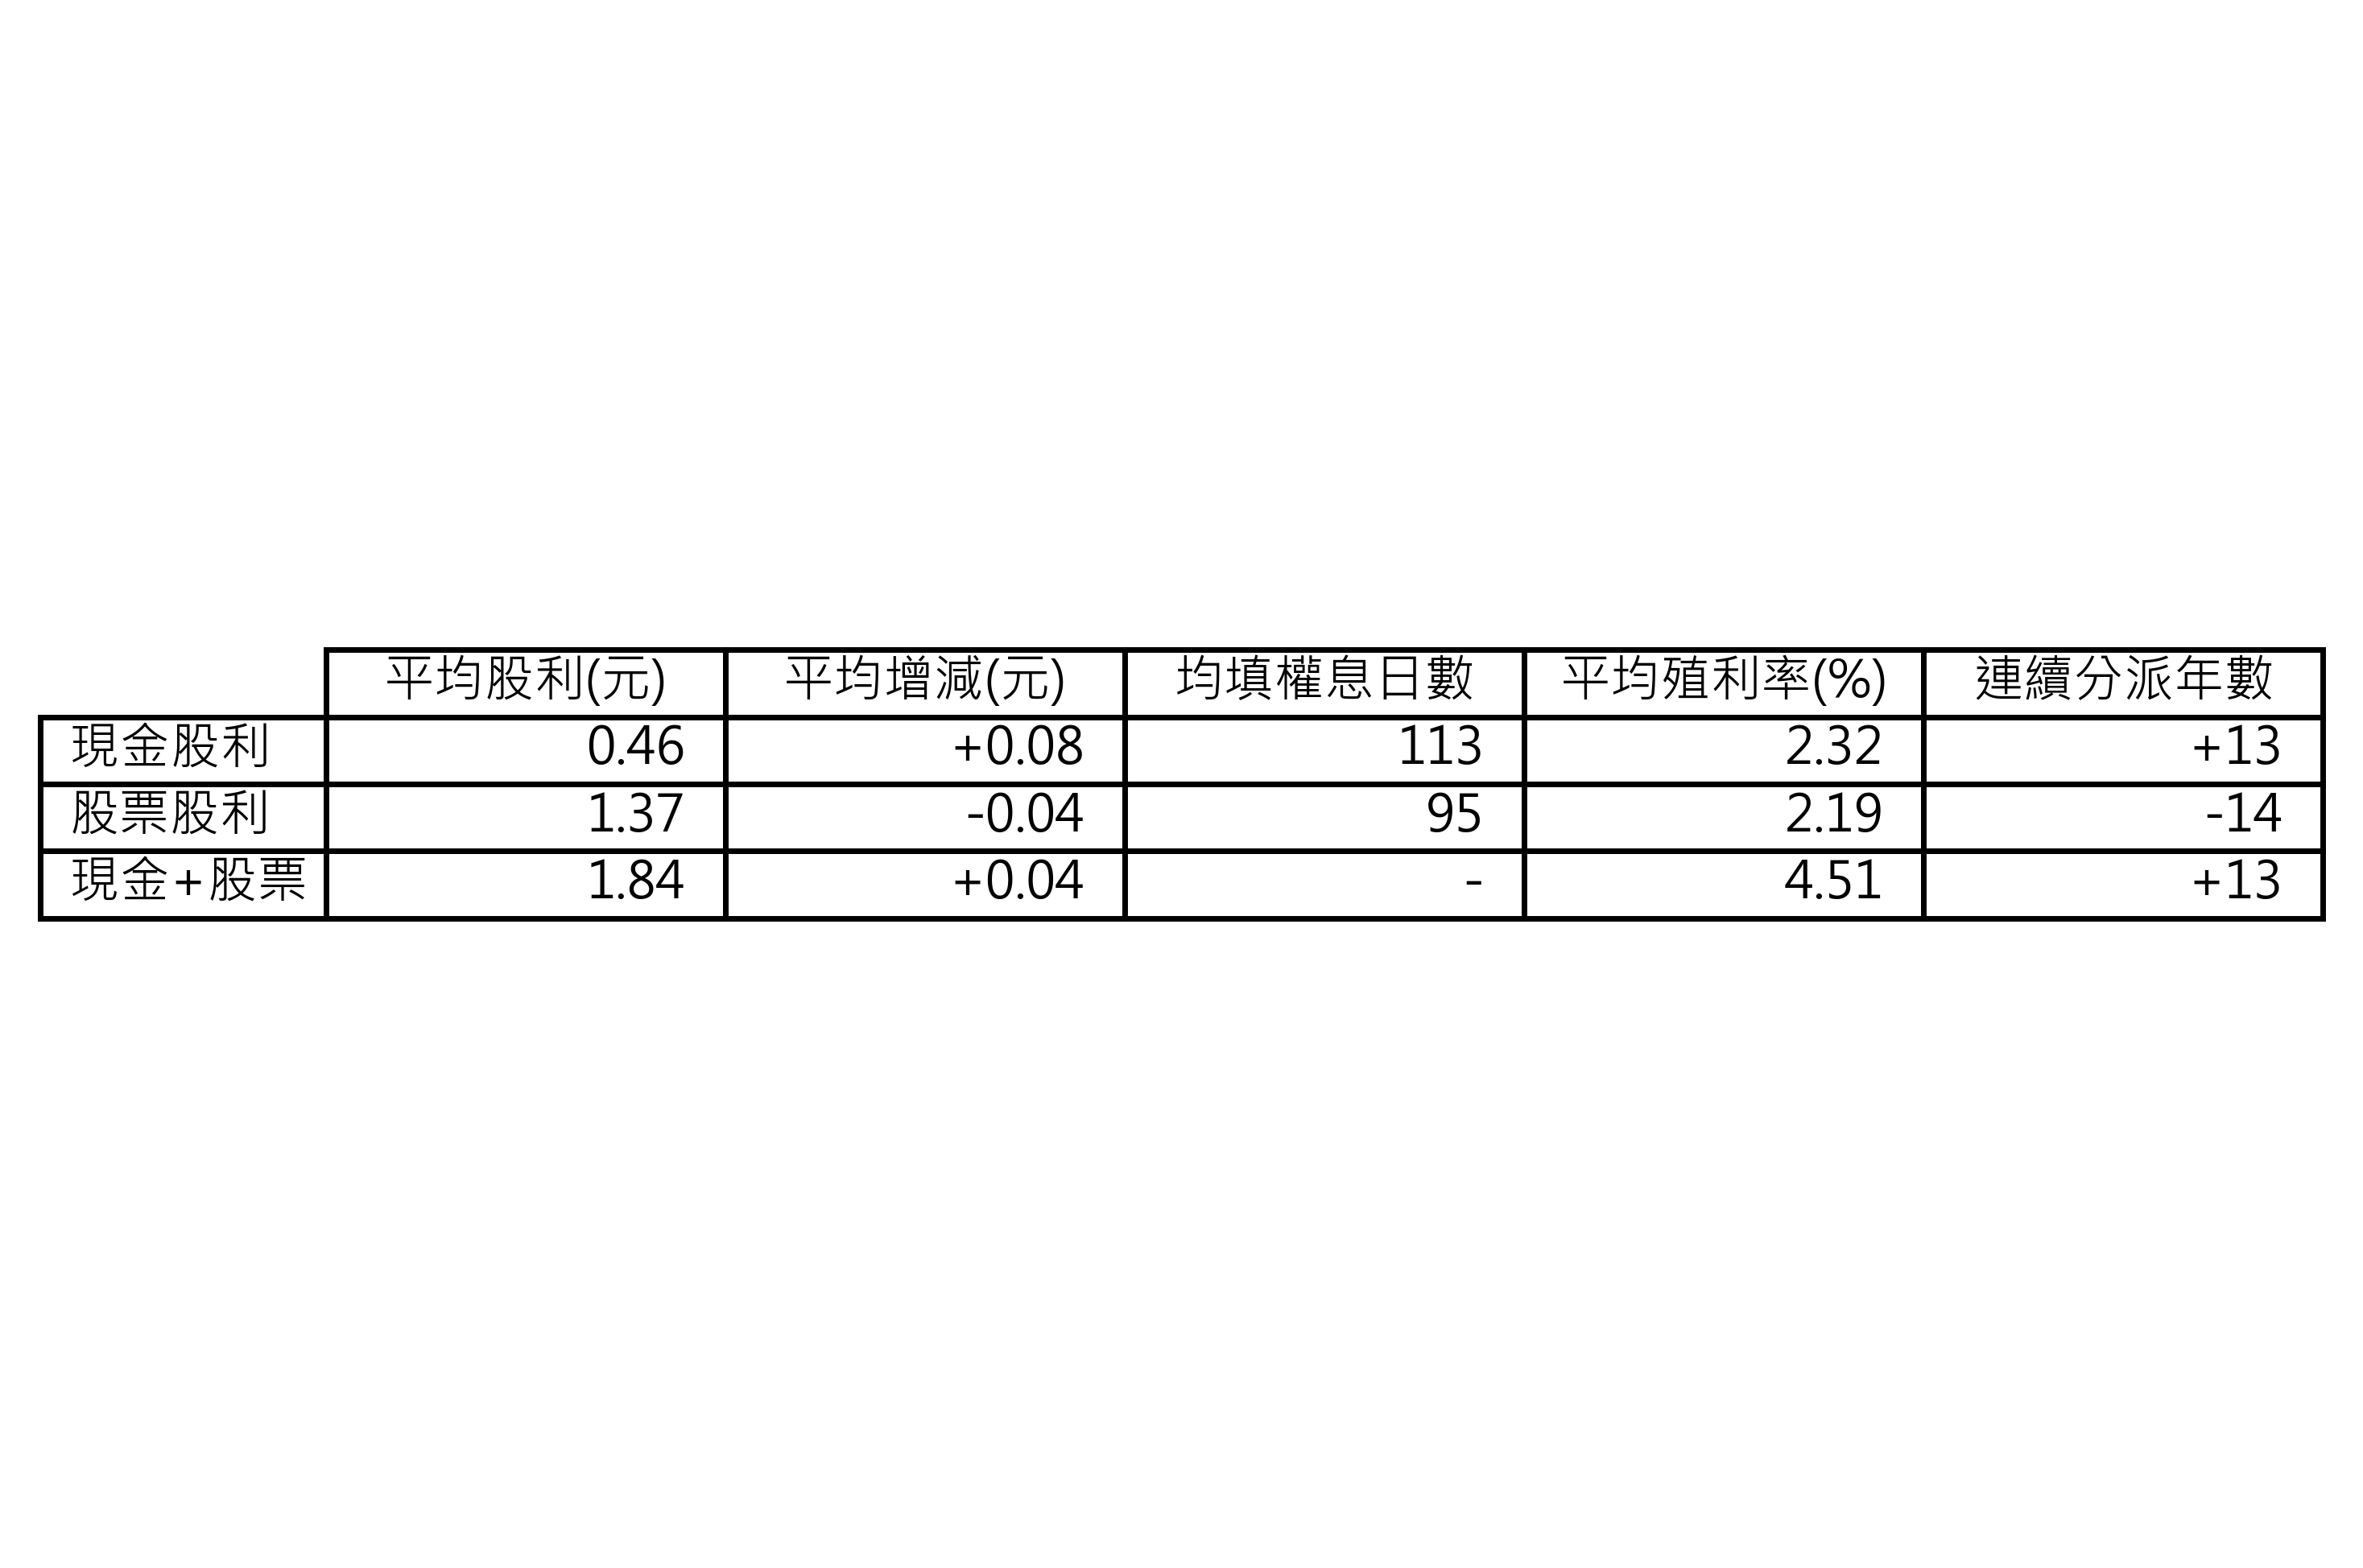 平均股利(元) 平均增減(元) 均填權息日數 平均殖利率(%) 連續分派年數
現金股利 0.46 +0.08 113 2.32 +13
股票股利 1.37 -0.04 95 2.19 -14
現金+股票 1.84 +0.04 - 4.51 +13